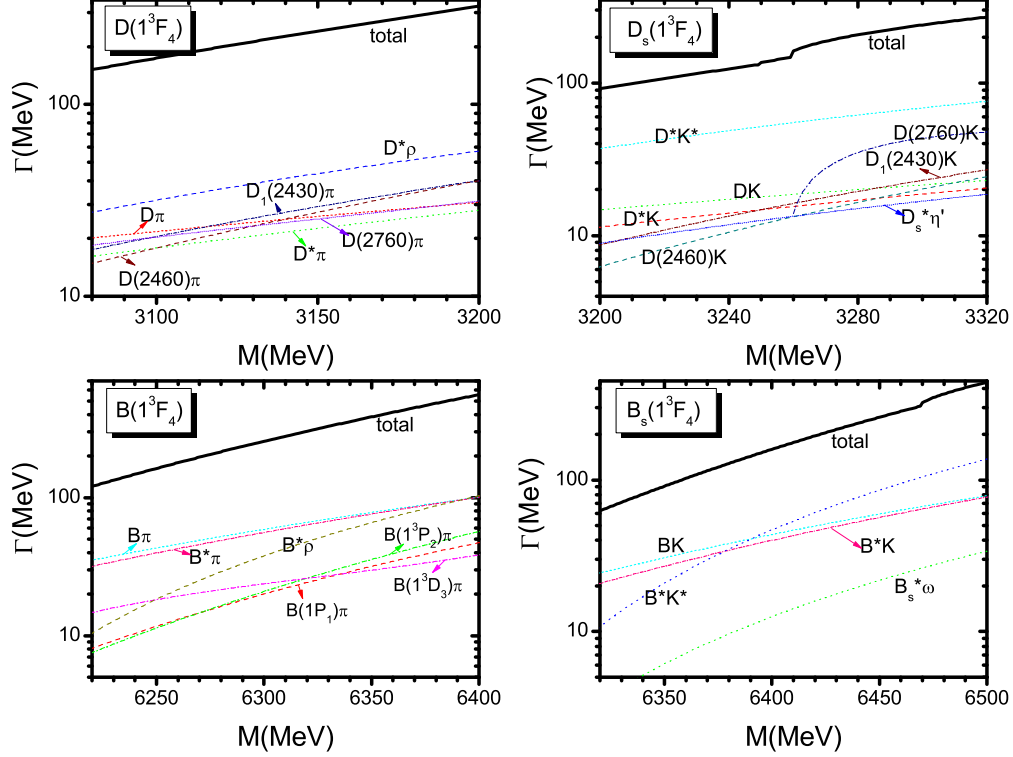 D(1³F₄)
total
D*ρ
D₁(2430)π
Dπ
D*π
D(2760)π
D(2460)π
100
10
3100
3150
3200
Γ(MeV)
M(MeV)
Dₛ(1³F₄)
total
D*K*
D(2760)K
D₁(2430)K
DK
D*K
Dₛ*η'
D(2460)K
100
10
3200
3240
3280
3320
Γ(MeV)
M(MeV)
B(1³F₄)
total
Bπ
B*π
B*ρ
B(1³P₂)π
B(1³D₃)π
B(1P₁)π
100
10
6250
6300
6350
6400
Γ(MeV)
M(MeV)
Bₛ(1³F₄)
total
BK
B*K
B*K*
Bₛ*ω
100
10
6350
6400
6450
6500
Γ(MeV)
M(MeV)